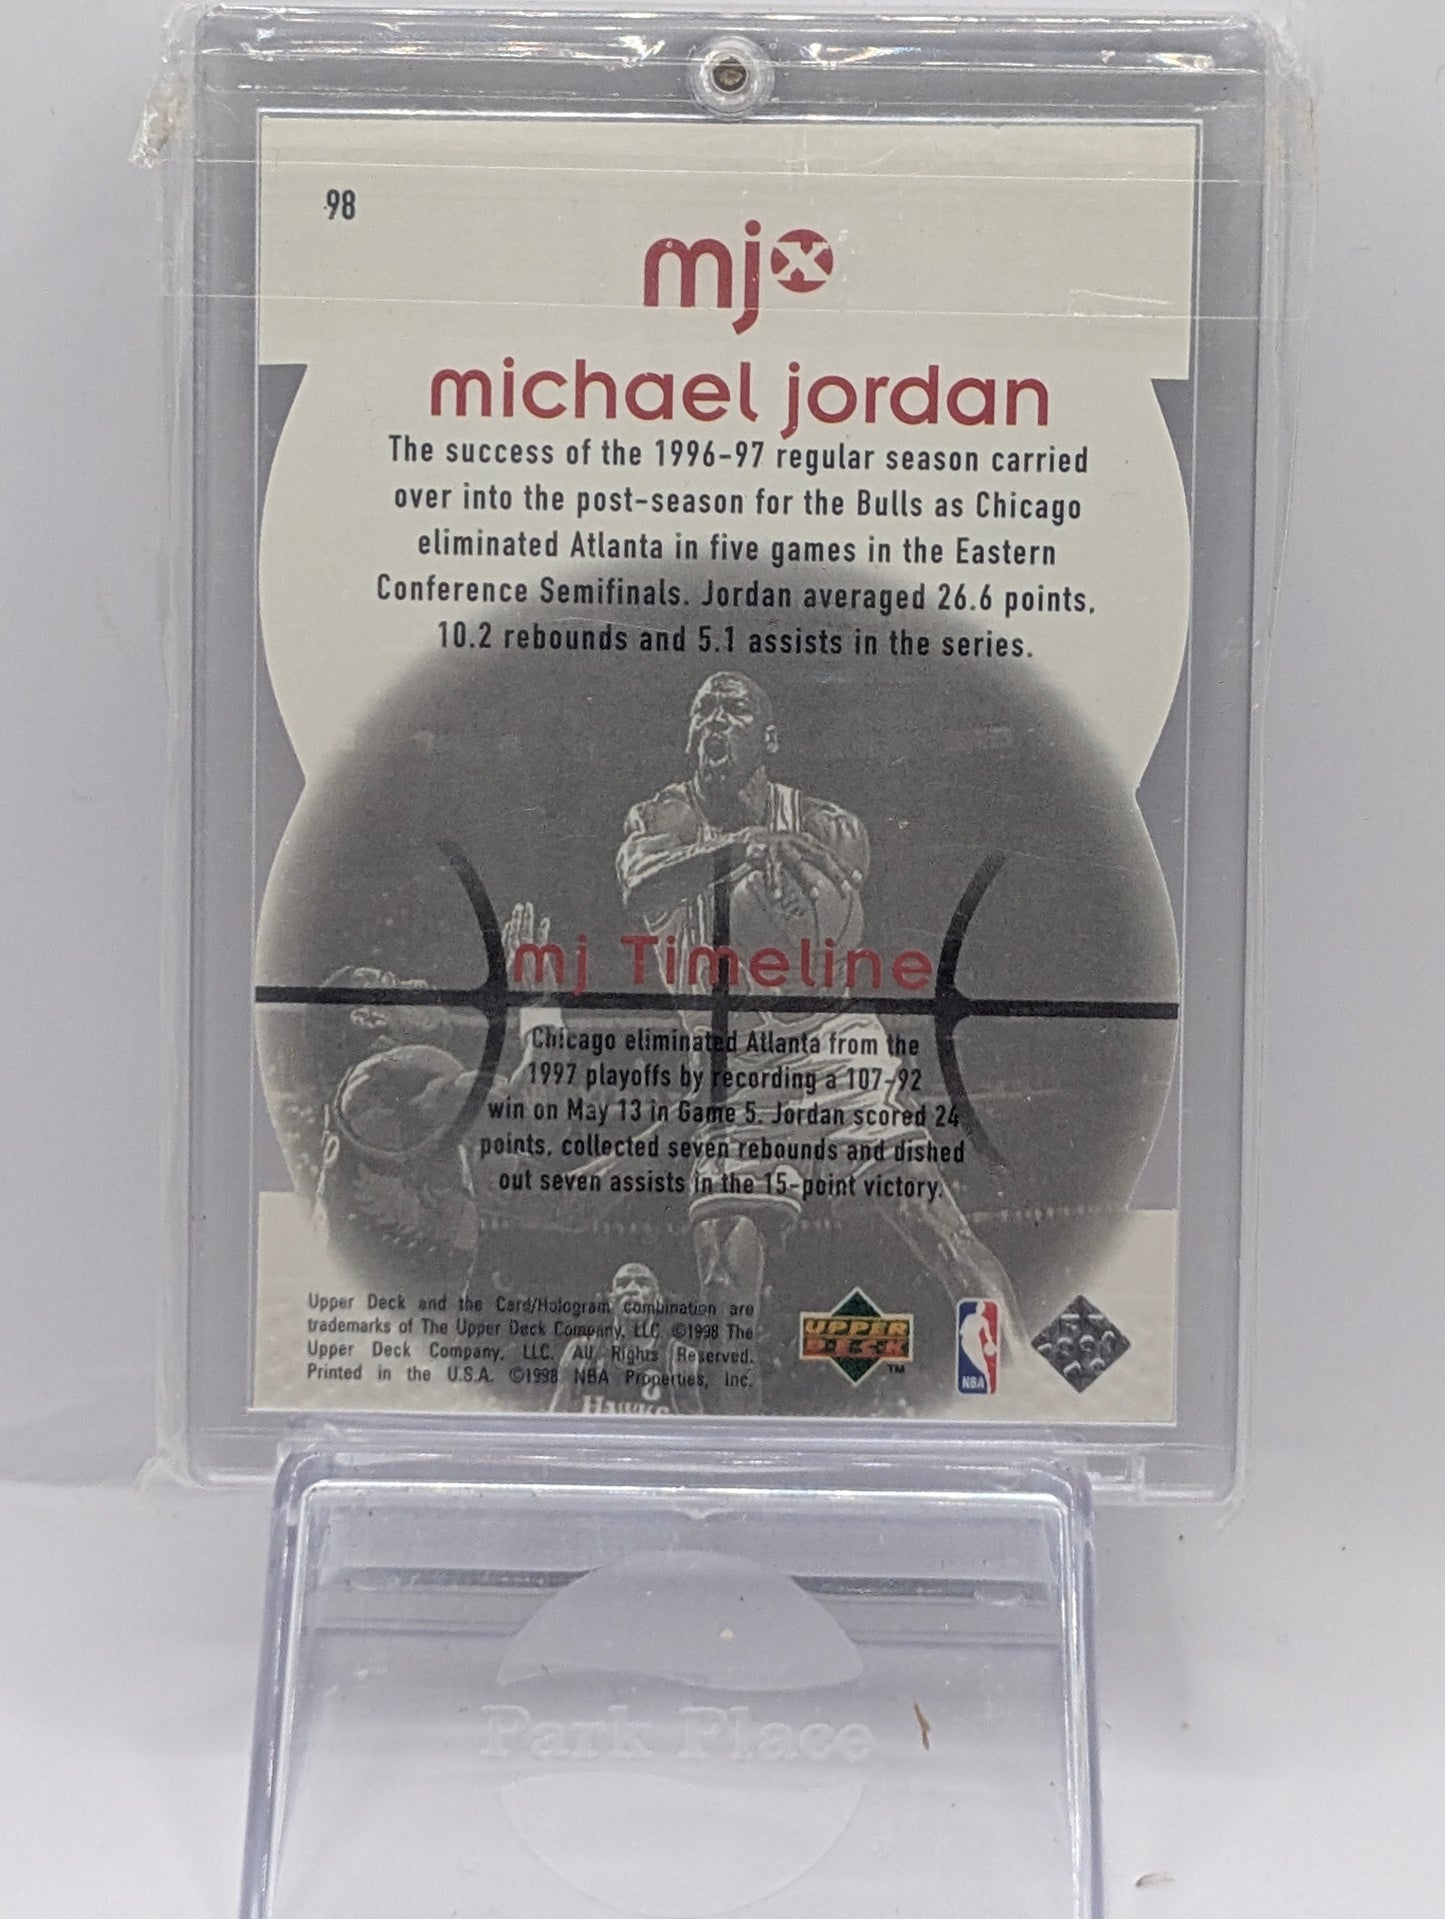 98
mjx
michael jordan
The success of the 1996-97 regular season carried
over into the post-season for the Bulls as Chicago
eliminated Atlanta in five games in the Eastern
Conference Semifinals. Jordan averaged 26.6 points,
10.2 rebounds and 5.1 assists in the series.
mj Timeline
Chicago eliminated Atlanta from the
1997 playoffs by recording a 107-92
win on May 13 in Game 5. Jordan scored 24
points, collected seven rebounds and dished
out seven assists in the 15-point victory.
Upper Deck and the Card/Hologram combination are
trademarks of The Upper Deck Company, LLC. ©1998 The
Upper Deck Company, LLC. All Rights Reserved.
Printed in the U.S.A. ©1998 NBA Properties, Inc.
UPPER
DECK
TM
NBA
HAWKS
Park Place